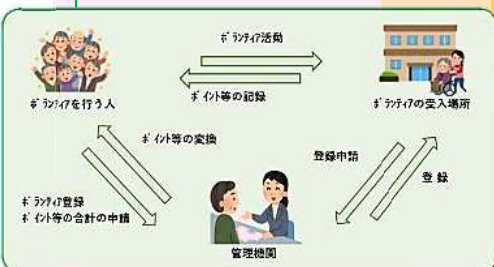 ボランティア活動
ポイント等の記録
ボランティアを行う人
ボランティアの受入場所
ポイント等の変換
登録申請
登 録
ボランティア登録
ポイント等の合計の申請
管理機関